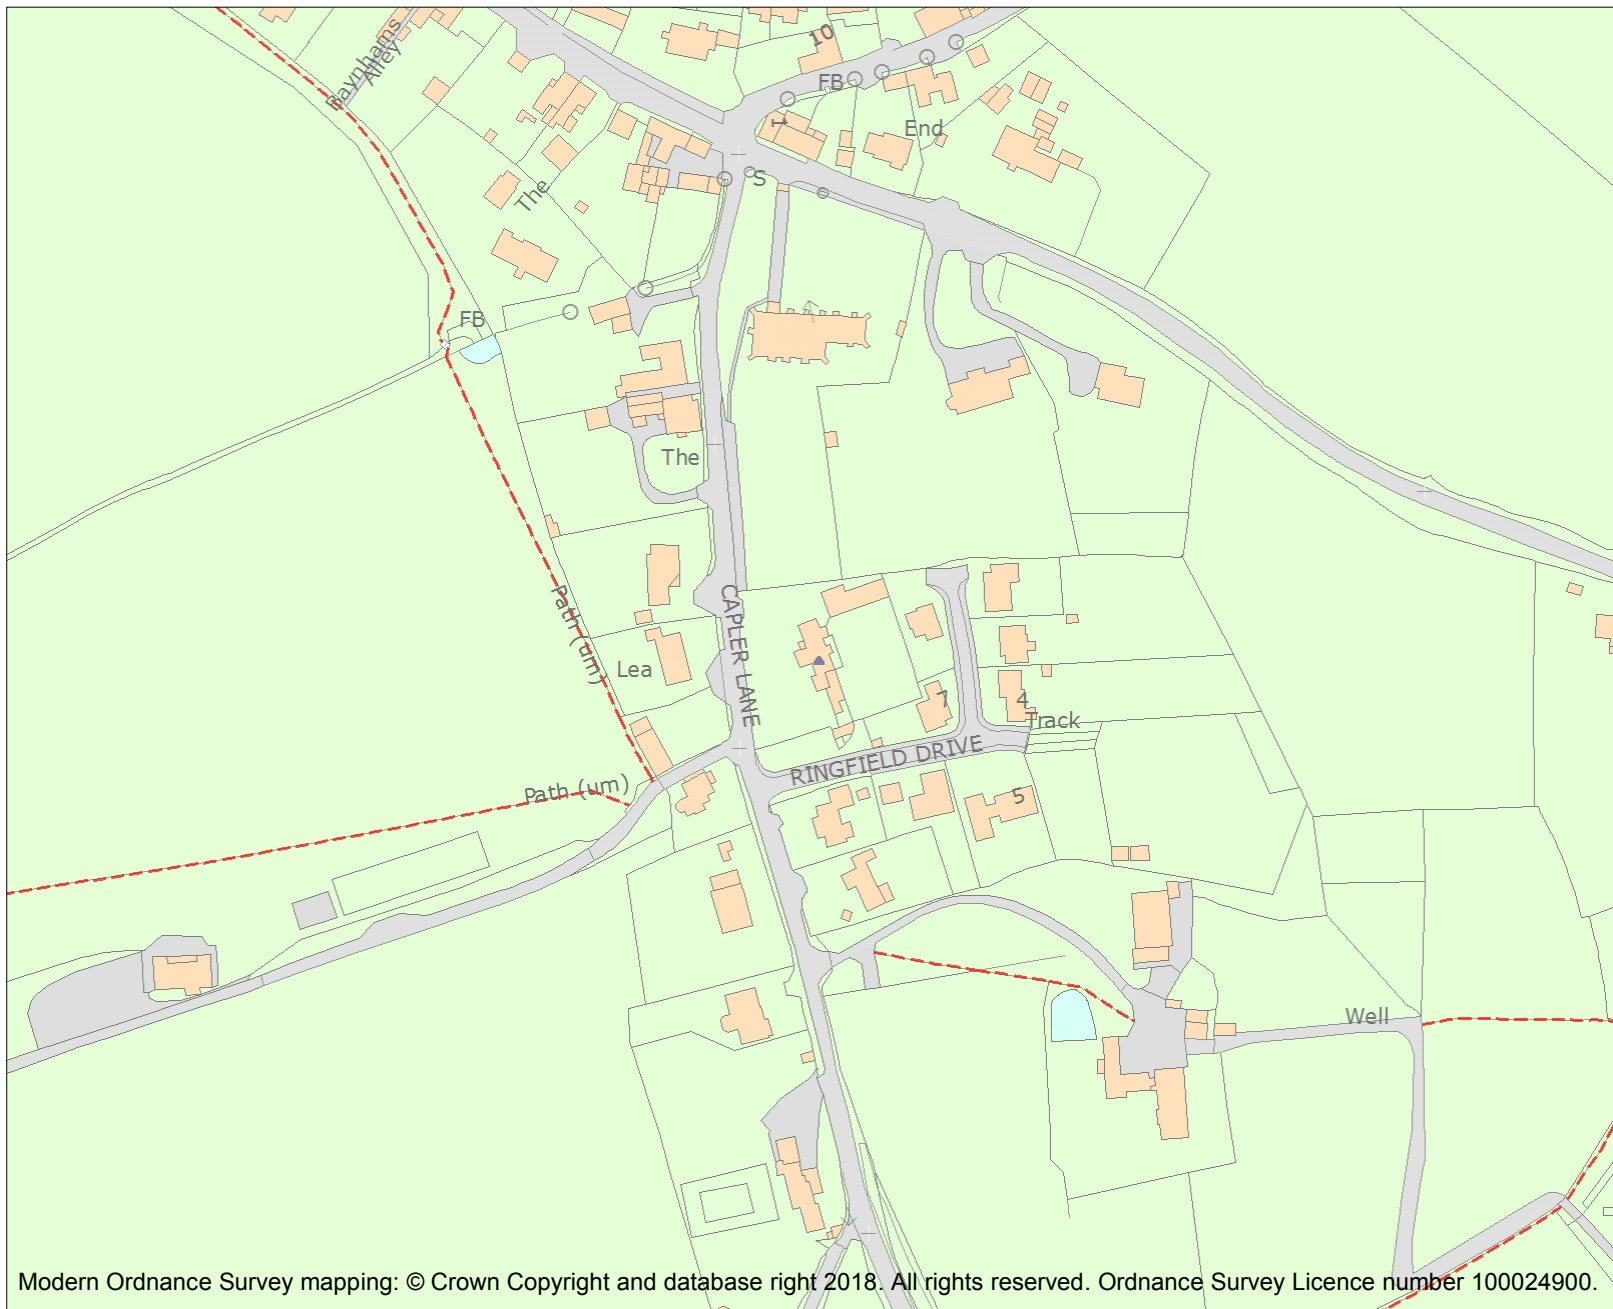 Baynhams
Alley
10
FB
1
End
S
The
FB
The
Path (um)
CAPLER LANE
Lea
7
4
Track
RINGFIELD DRIVE
Path (um)
5
Well
Modern Ordnance Survey mapping: © Crown Copyright and database right 2018. All rights reserved. Ordnance Survey Licence number 100024900.